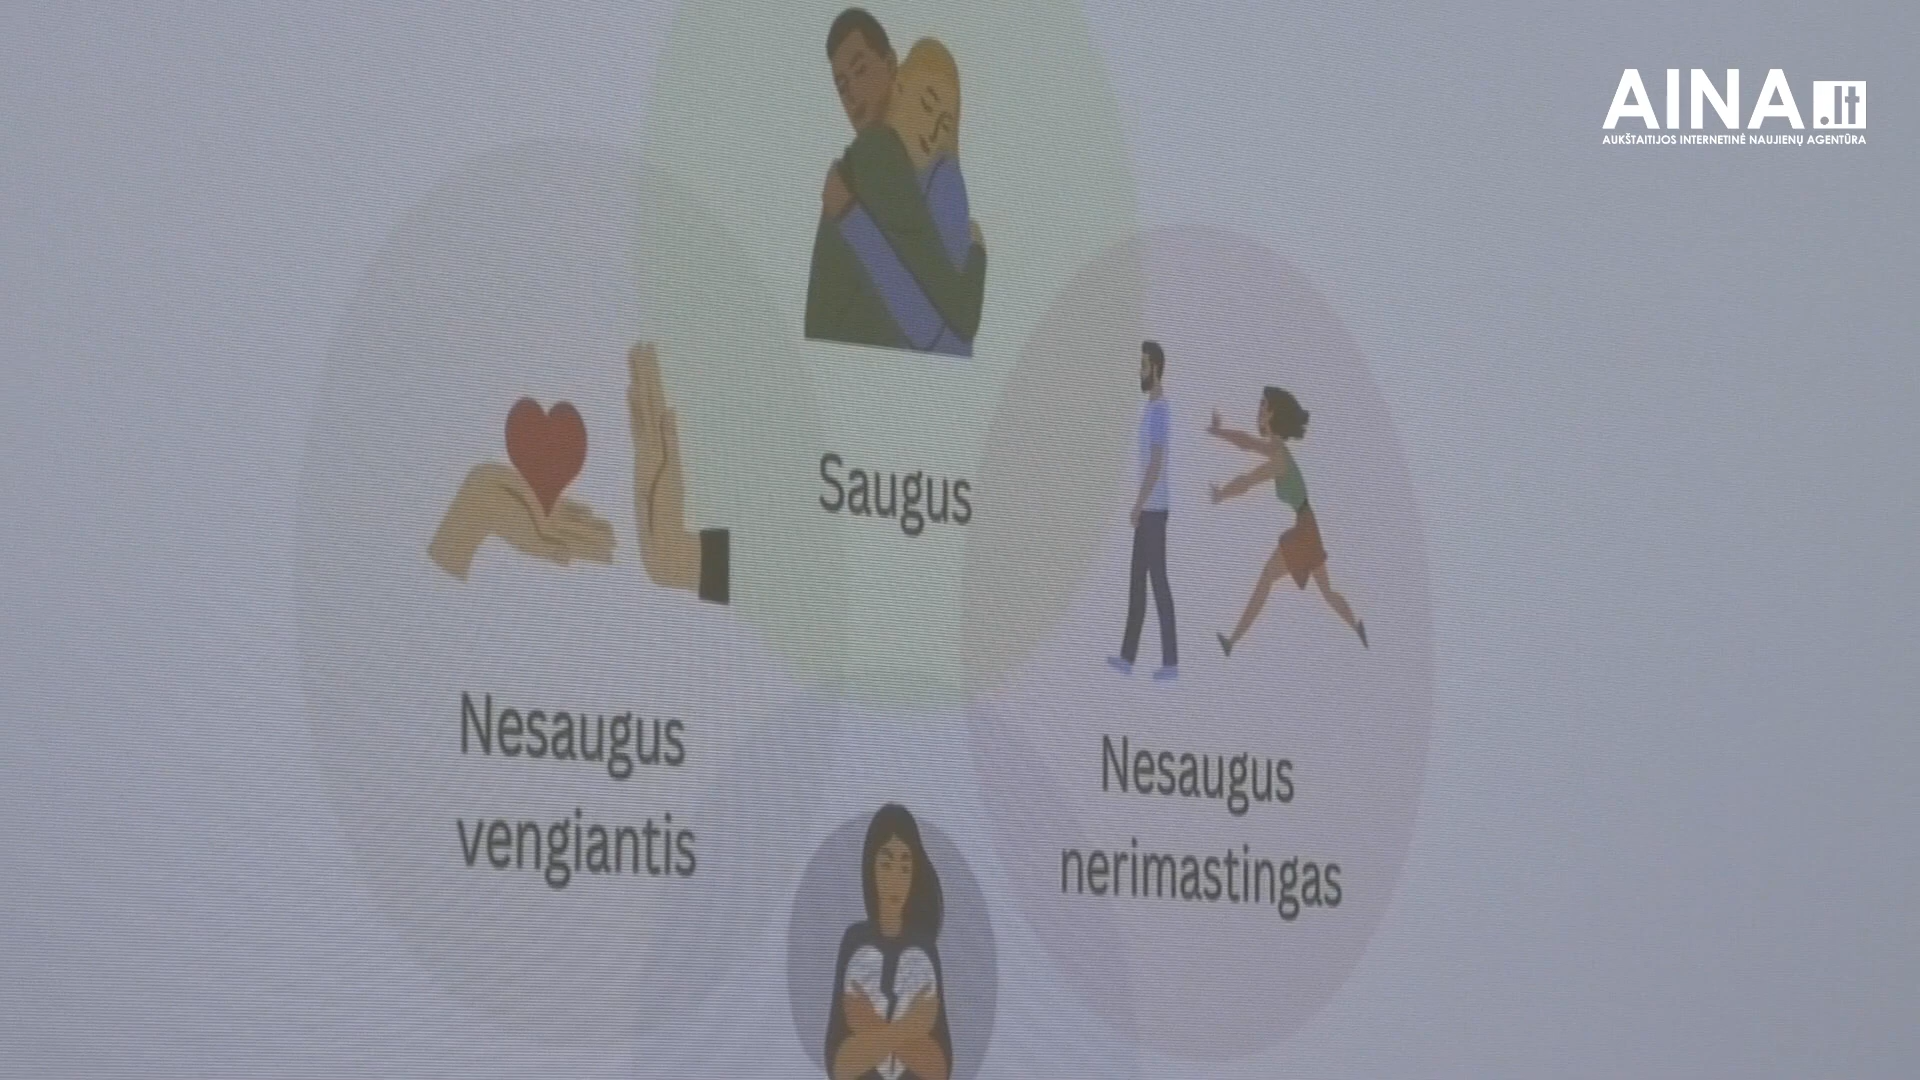 AINA.lt
AUKŠTAITIJOS INTERNETINĖ NAUJIENŲ AGENTŪRA
Saugus
Nesaugus
vengiantis
Nesaugus
nerimastingas